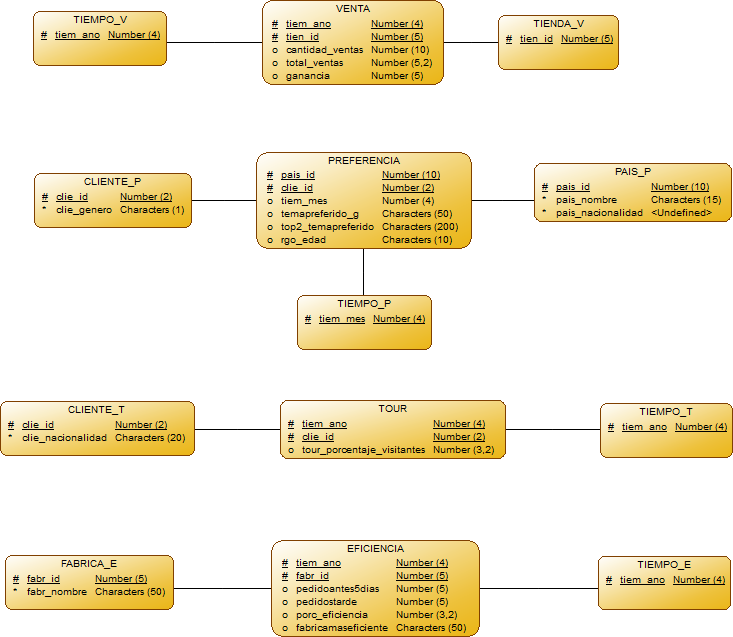 TIEMPO_V
# tiem_ano Number (4)
VENTA
# tiem_ano Number (4)
# tien_id Number (5)
o cantidad_ventas Number (10)
o total_ventas Number (5,2)
o ganancia Number (5)
TIENDA_V
# tien_id Number (5)
CLIENTE_P
# clie_id Number (2)
* clie_genero Characters (1)
PREFERENCIA
# pais_id Number (10)
# clie_id Number (2)
o tiem_mes Number (4)
o temapreferido_g Characters (50)
o top2_temapreferido Characters (200)
o rgo_edad Characters (10)
PAIS_P
# pais_id Number (10)
* pais_nombre Characters (15)
* pais_nacionalidad <Undefined>
TIEMPO_P
# tiem_mes Number (4)
CLIENTE_T
# clie_id Number (2)
* clie_nacionalidad Characters (20)
TOUR
# tiem_ano Number (4)
# clie_id Number (2)
o tour_porcentaje_visitantes Number (3,2)
TIEMPO_T
# tiem_ano Number (4)
FABRICA_E
# fabr_id Number (5)
* fabr_nombre Characters (50)
EFICIENCIA
# tiem_ano Number (4)
# fabr_id Number (5)
o pedidoantes5dias Number (5)
o pedidostarde Number (5)
o porc_eficiencia Number (3,2)
o fabricamaseficiente Characters (50)
TIEMPO_E
# tiem_ano Number (4)